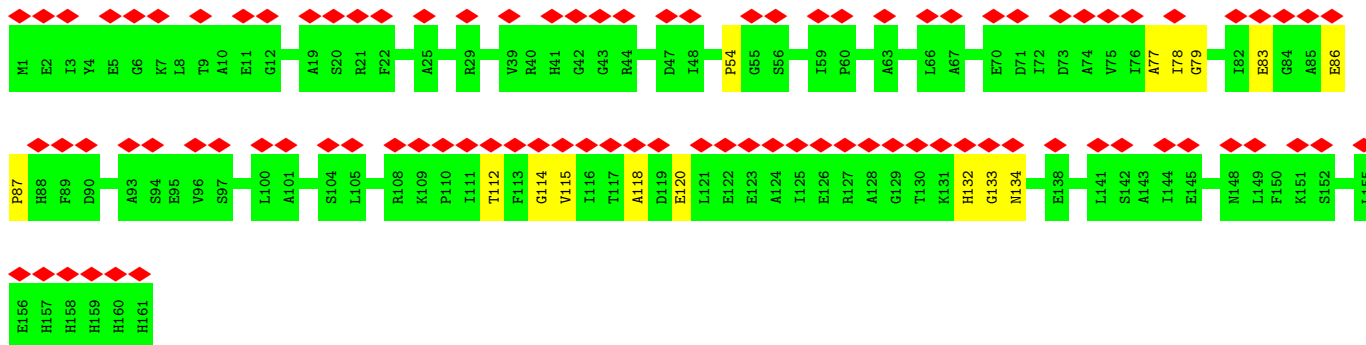 M1 E2 I3 Y4 E5 G6 K7 L8 T9 A10 E11 G12 A19 S20 R21 F22 A25 R29 V39 R40 H41 G42 G43 R44 D47 I48 P54 G55 S56 I59 P60 A63 L66 A67 E70 D71 I72 D73 A74 V75 I76 A77 I78 G79 I82 E83 G84 A85 E86
P87 H88 F89 D90 A93 S94 E95 V96 S97 L100 A101 S104 L105 R108 K109 P110 I111 T112 F113 G114 V115 I116 T117 A118 D119 E120 L121 E122 E123 A124 I125 E126 R127 A128 G129 T130 K131 H132 G133 N134 E138 L141 S142 A143 I144 E145 N148 L149 F150 K151 S152 L155
E156 H157 H158 H159 H160 H161